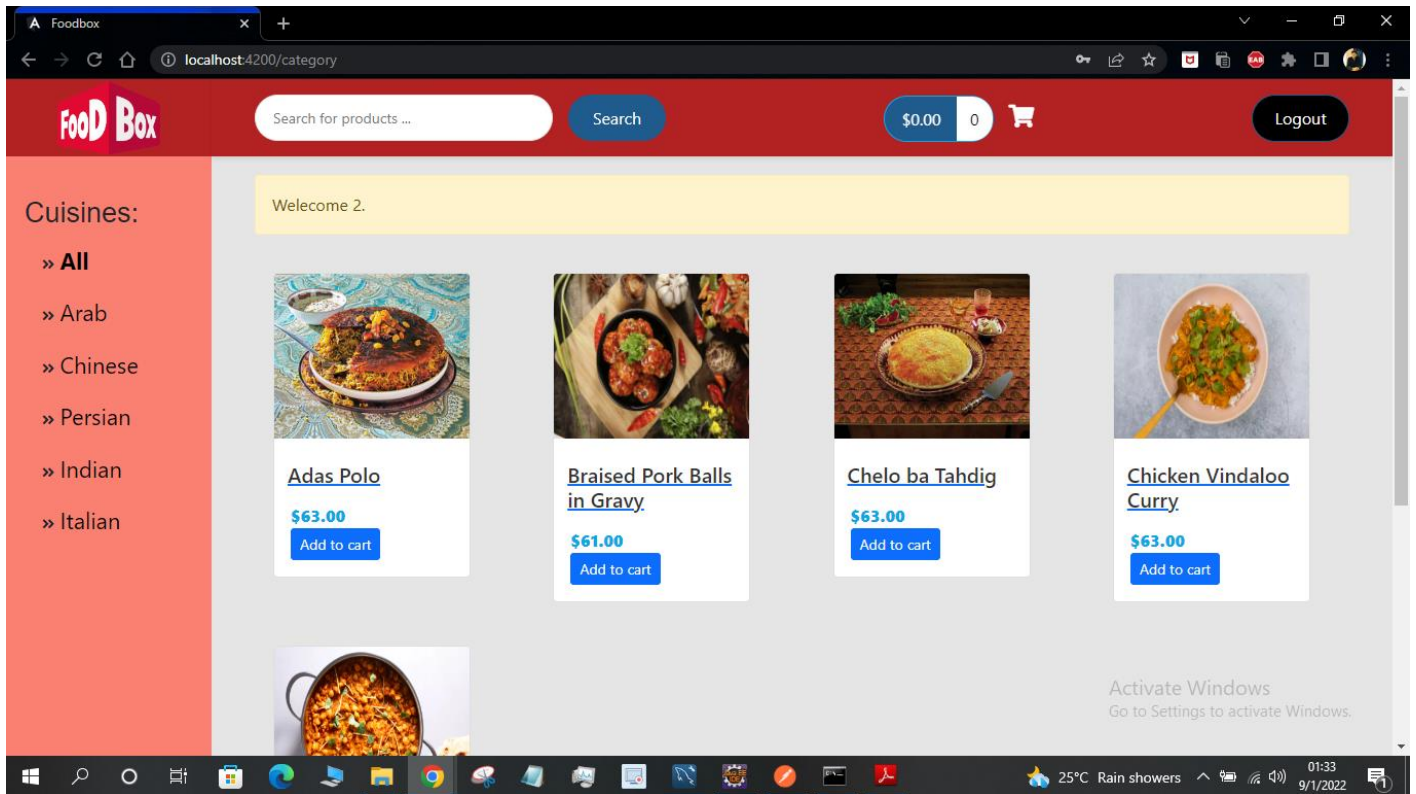 Foodbox
localhost:4200/category
FooD Box
Search for products ...
Search
$0.00 0
Logout
Cuisines:
» All
» Arab
» Chinese
» Persian
» Indian
» Italian
Welecome 2.
Adas Polo
$63.00
Add to cart
Braised Pork Balls
in Gravy
$61.00
Add to cart
Chelo ba Tahdig
$63.00
Add to cart
Chicken Vindaloo
Curry
$63.00
Add to cart
Activate Windows
Go to Settings to activate Windows.
25°C Rain showers
01:33
9/1/2022
1